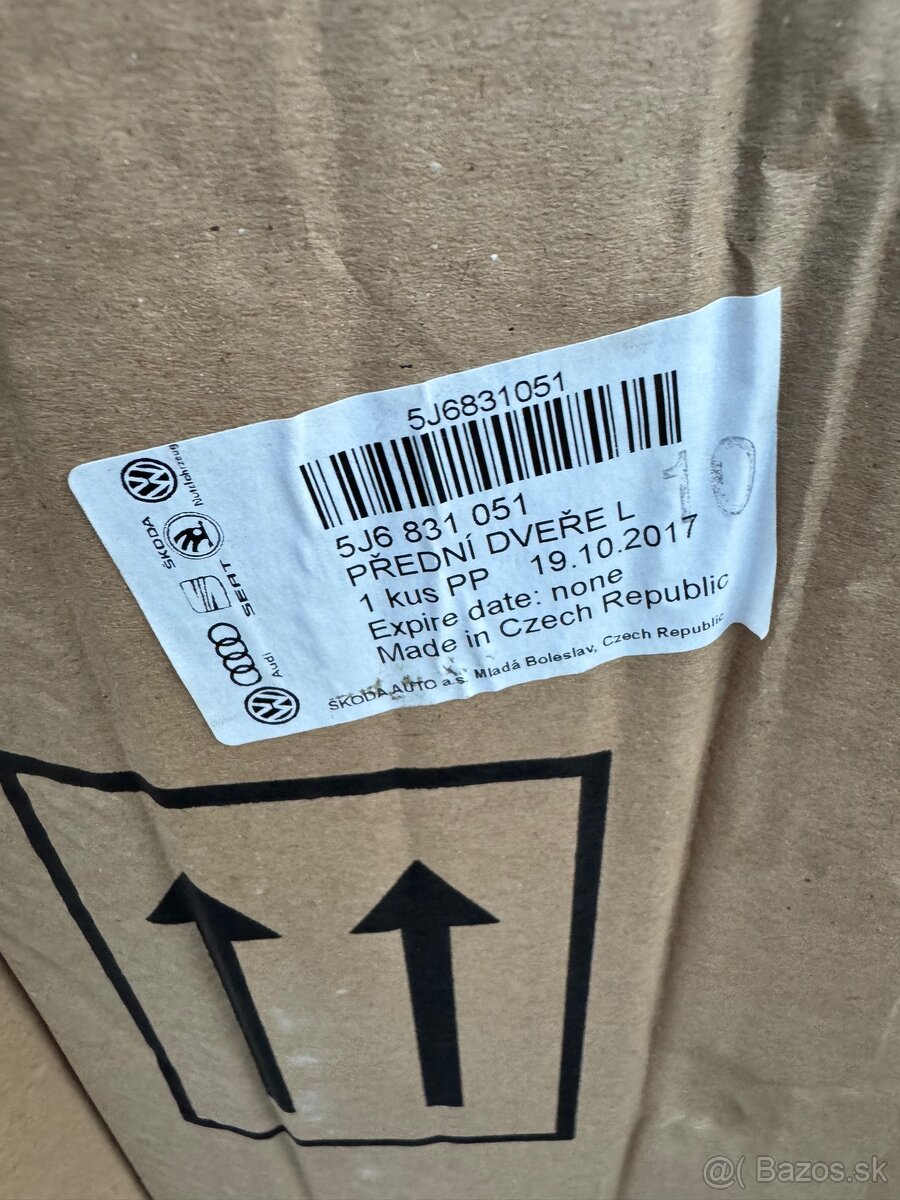 5J6831051
5J6 831 051
PŘEDNÍ DVEŘE L
1 kus PP 19.10.2017
Expire date: none
Made in Czech Republic
ŠKODA AUTO a.s. Mladá Boleslav, Czech Republic
10
Nutzfahrzeuge
ŠKODA
SEAT
Audi
@( Bazos.sk